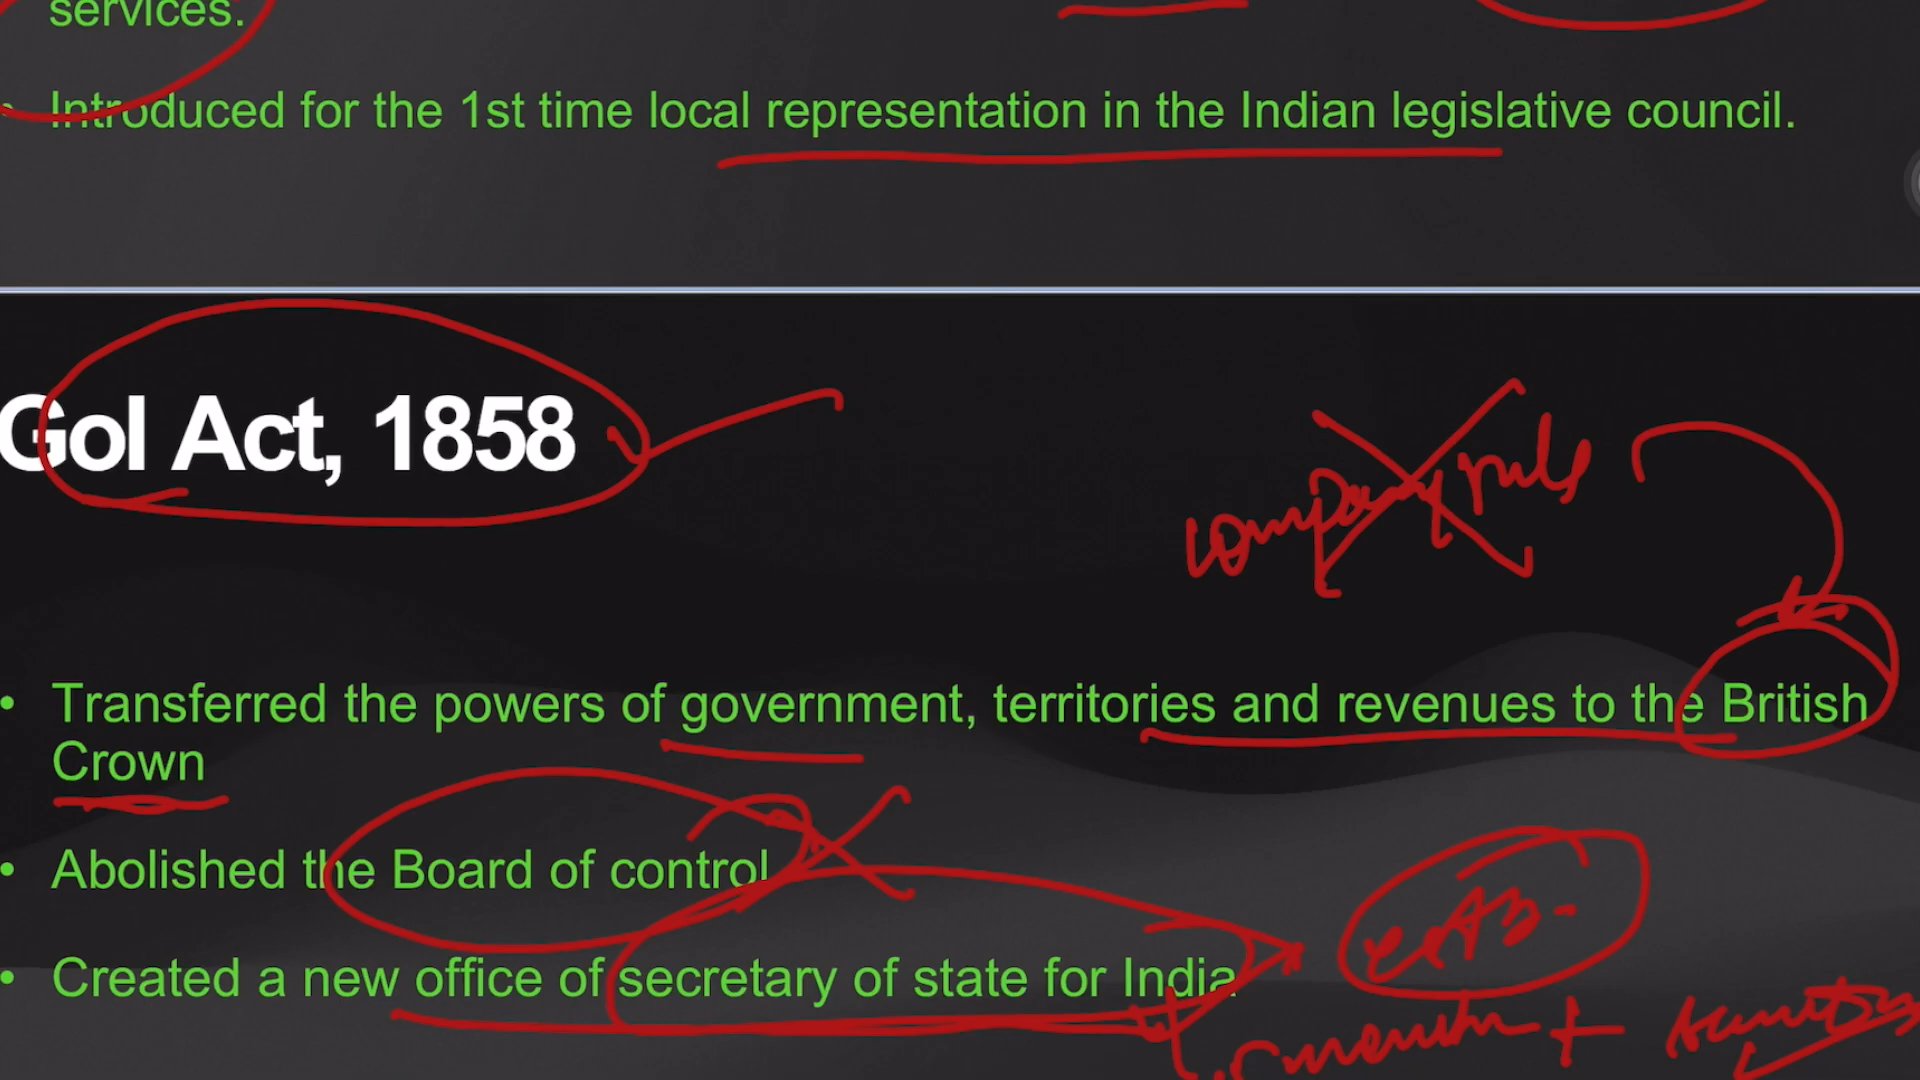 services.
Introduced for the 1st time local representation in the Indian legislative council.
GoI Act, 1858
company rule
• Transferred the powers of government, territories and revenues to the British
Crown
• Abolished the Board of control
• Created a new office of secretary of state for India